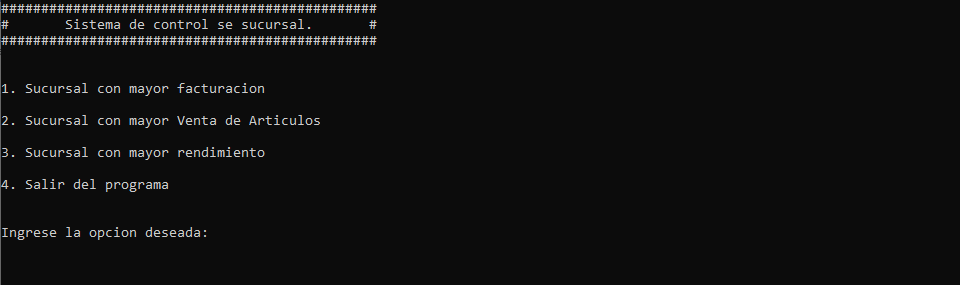 ###############################################
#       Sistema de control se sucursal.       #
###############################################
1. Sucursal con mayor facturacion
2. Sucursal con mayor Venta de Articulos
3. Sucursal con mayor rendimiento
4. Salir del programa
Ingrese la opcion deseada: